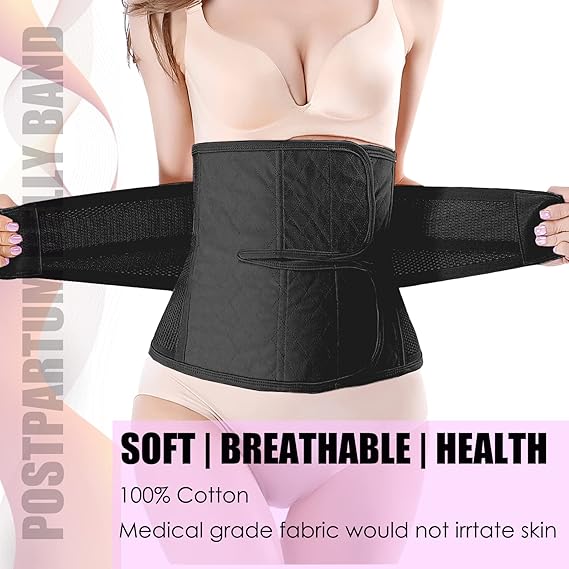 POSTPARTUM BELLY BAND
SOFT | BREATHABLE | HEALTH
100% Cotton
Medical grade fabric would not irrtate skin